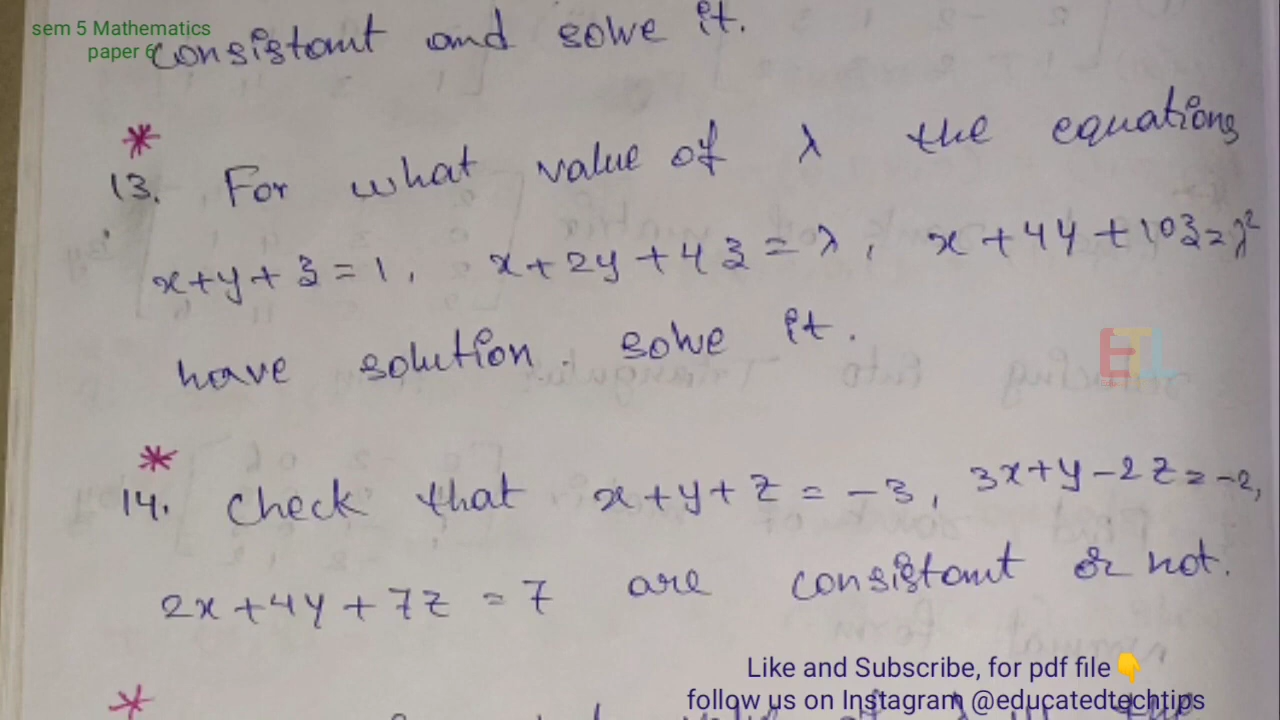 sem 5 Mathematics
paper 6
consistant and solve it.
*
13. For what value of λ the equations
x+y+z=1, x+2y+4z=λ, x+4y+10z=λ²
have solution. solve it.
ETL
*
14. Check that x+y+z=-3, 3x+y-2z=-2,
2x+4y+7z=7 are consistant or not.
Like and Subscribe, for pdf file👇
*
follow us on Instagram @educatedtechtips